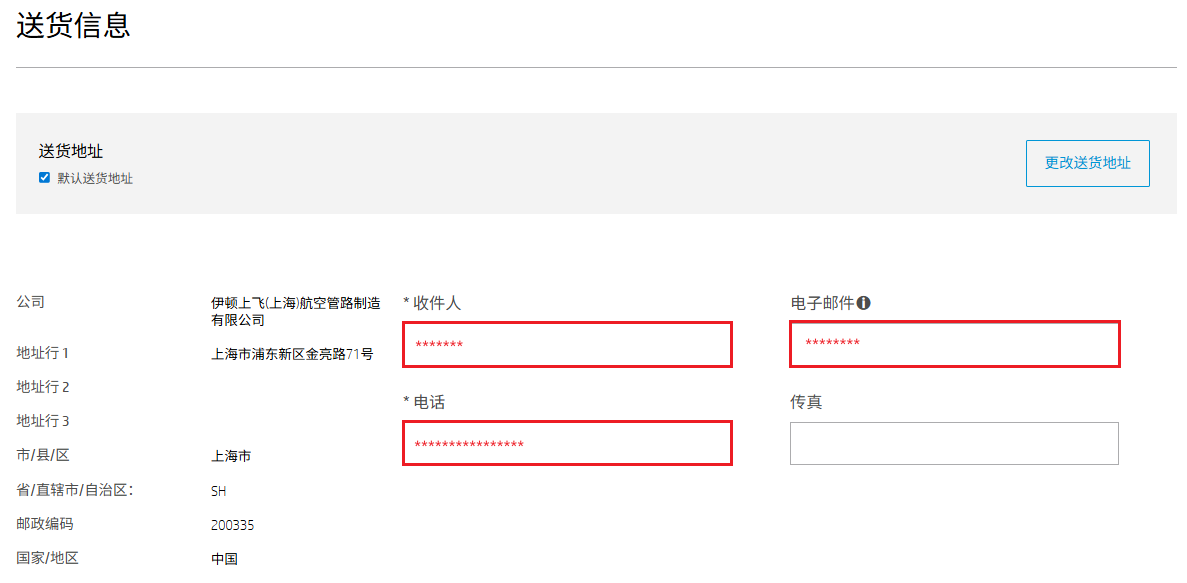 送货信息
送货地址
默认送货地址
更改送货地址
公司
伊顿上飞(上海)航空管路制造
有限公司
地址行 1
上海市浦东新区金亮路71号
地址行 2
地址行 3
市/县/区
上海市
省/直辖市/自治区:
SH
邮政编码
200335
国家/地区
中国
* 收件人
*******
* 电话
****************
电子邮件
********
传真